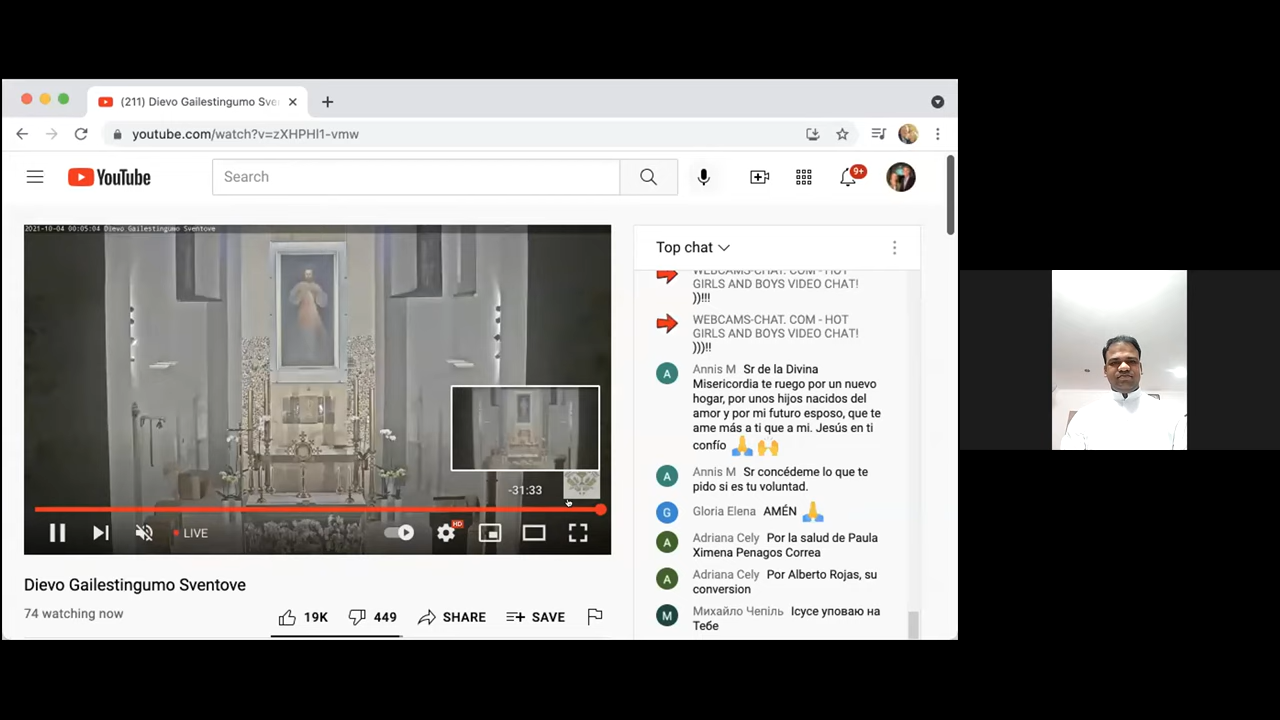 (211) Dievo Gailestingumo Sve
youtube.com/watch?v=zXHPHl1-vmw
YouTube
Search
9+
2021-10-04 00:05:04 Dievo Gailestingumo Sventove
-31:33
LIVE
HD
Dievo Gailestingumo Sventove
74 watching now
19K
449
SHARE
SAVE
Top chat
WEBCAMS-CHAT. COM - HOT
GIRLS AND BOYS VIDEO CHAT!
))!!!
WEBCAMS-CHAT. COM - HOT
GIRLS AND BOYS VIDEO CHAT!
)))!!
A
Annis M Sr de la Divina
Misericordia te ruego por un nuevo
hogar, por unos hijos nacidos del
amor y por mi futuro esposo, que te
ame más a ti que a mi. Jesús en ti
confío
A
Annis M Sr concédeme lo que te
pido si es tu voluntad.
G
Gloria Elena AMÉN
A
Adriana Cely Por la salud de Paula
Ximena Penagos Correa
A
Adriana Cely Por Alberto Rojas, su
conversion
М
Михайло Чепіль Ісусе уповаю на
Тебе